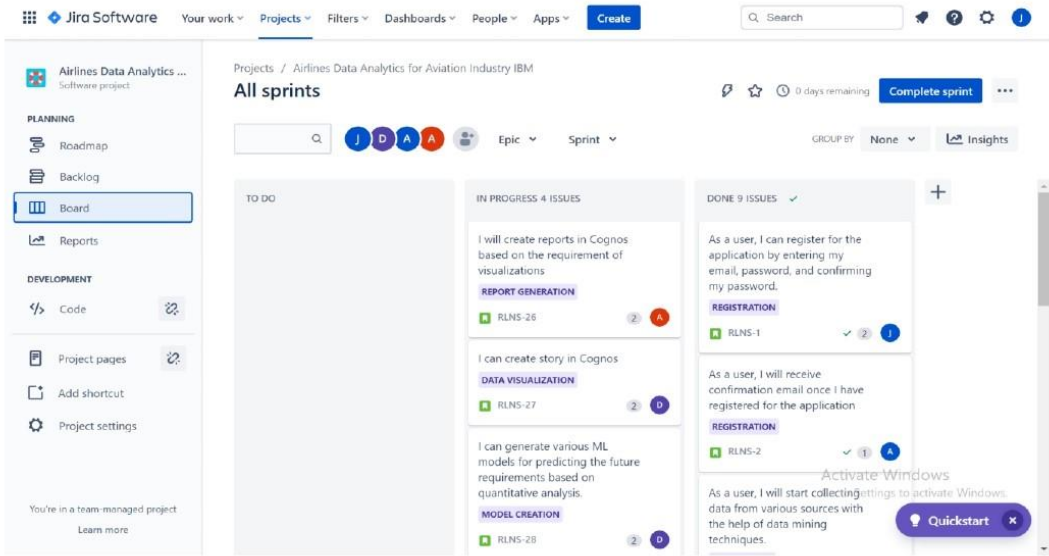 Jira Software Your work Projects Filters Dashboards People Apps Create Search J
Airlines Data Analytics ...
Software project
PLANNING
Roadmap
Backlog
Board
Reports
DEVELOPMENT
Code
Project pages
Add shortcut
Project settings
You're in a team-managed project
Learn more
Projects / Airlines Data Analytics for Aviation Industry IBM
All sprints
0 days remaining Complete sprint
J D A A Epic Sprint GROUP BY None Insights
TO DO
IN PROGRESS 4 ISSUES
I will create reports in Cognos
based on the requirement of
visualizations
REPORT GENERATION
RLNS-26 2 A
I can create story in Cognos
DATA VISUALIZATION
RLNS-27 2 D
I can generate various ML
models for predicting the future
requirements based on
quantitative analysis.
MODEL CREATION
RLNS-28 2 D
DONE 9 ISSUES
As a user, I can register for the
application by entering my
email, password, and confirming
my password.
REGISTRATION
RLNS-1 2 J
As a user, I will receive
confirmation email once I have
registered for the application
REGISTRATION
RLNS-2 1 A
As a user, I will start collecting
data from various sources with
the help of data mining
techniques.
Activate Windows
to activate Windows.
Quickstart